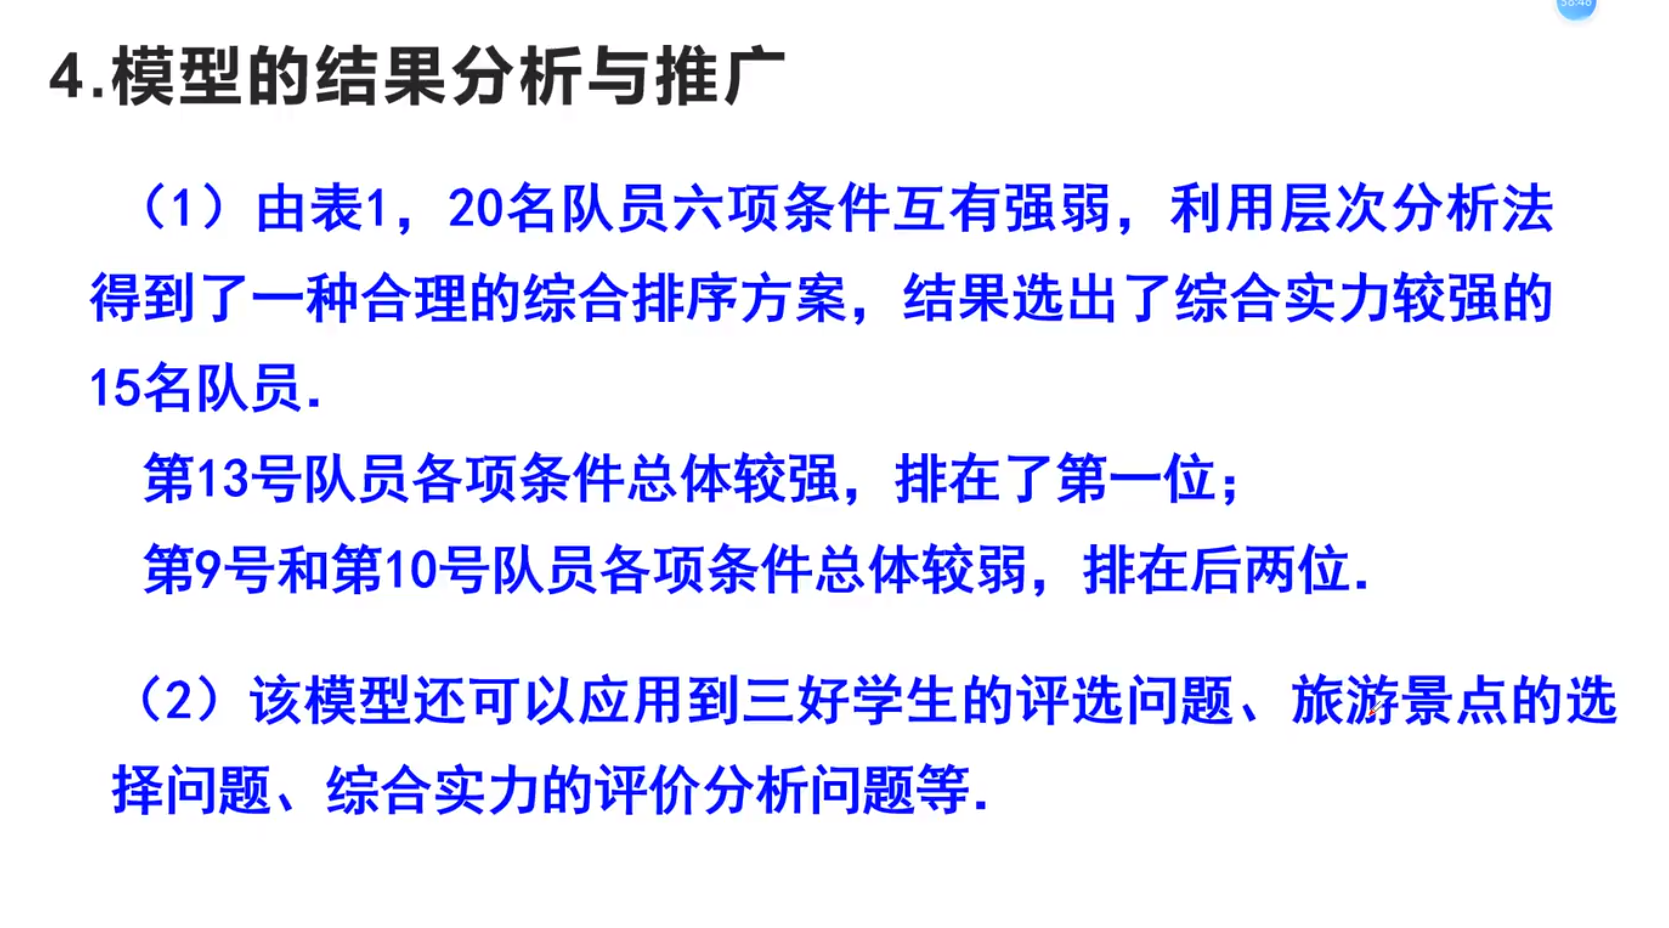 58:48
4.模型的结果分析与推广
（1）由表1，20名队员六项条件互有强弱，利用层次分析法
得到了一种合理的综合排序方案，结果选出了综合实力较强的
15名队员.
第13号队员各项条件总体较强，排在了第一位；
第9号和第10号队员各项条件总体较弱，排在后两位.
（2）该模型还可以应用到三好学生的评选问题、旅游景点的选
择问题、综合实力的评价分析问题等.